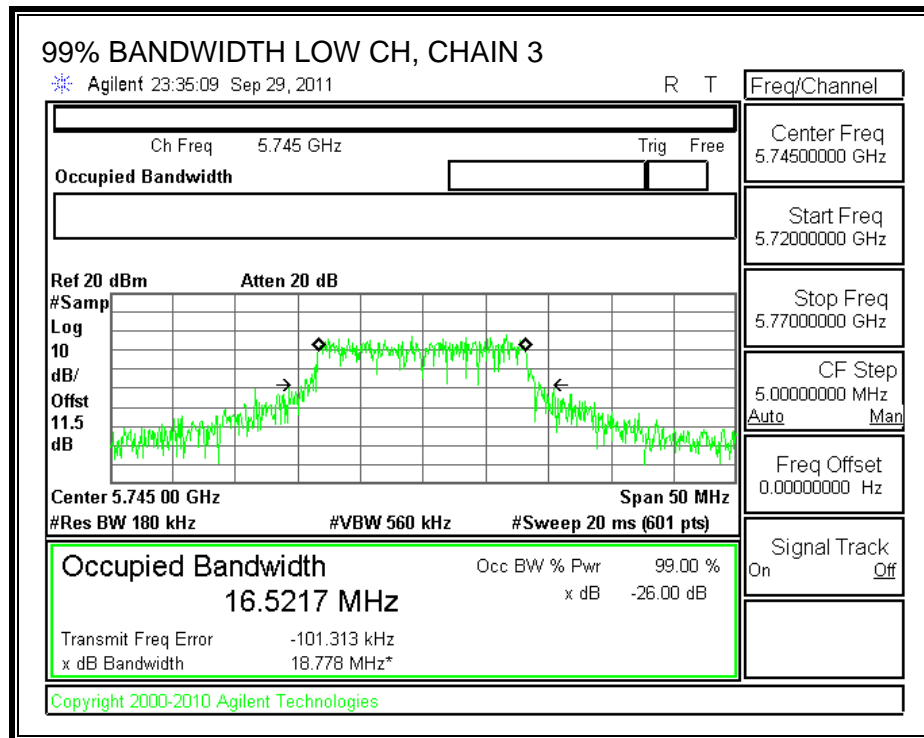 99% BANDWIDTH LOW CH, CHAIN 3
Agilent 23:35:09 Sep 29, 2011 R T
Freq/Channel
Ch Freq 5.745 GHz Trig Free
Occupied Bandwidth
Center Freq
5.74500000 GHz
Start Freq
5.72000000 GHz
Stop Freq
5.77000000 GHz
CF Step
5.00000000 MHz
Auto Man
Freq Offset
0.00000000 Hz
Signal Track
On Off
Ref 20 dBm Atten 20 dB
#Samp
Log
10
dB/
Offst
11.5
dB
Center 5.745 00 GHz Span 50 MHz
#Res BW 180 kHz #VBW 560 kHz #Sweep 20 ms (601 pts)
Occupied Bandwidth Occ BW % Pwr 99.00 %
16.5217 MHz x dB -26.00 dB
Transmit Freq Error -101.313 kHz
x dB Bandwidth 18.778 MHz*
Copyright 2000-2010 Agilent Technologies